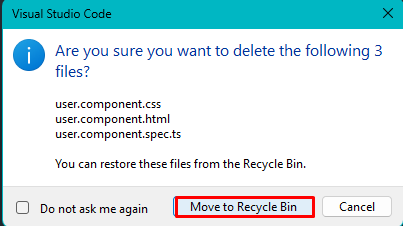 Visual Studio Code
Are you sure you want to delete the following 3
files?
user.component.css
user.component.html
user.component.spec.ts
You can restore these files from the Recycle Bin.
Do not ask me again
Move to Recycle Bin
Cancel